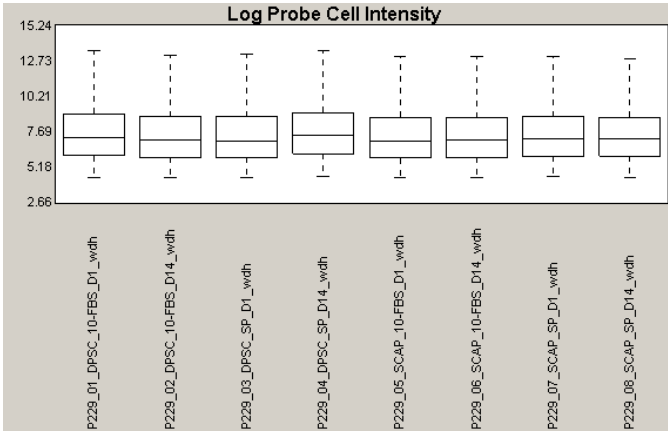 Log Probe Cell Intensity
15.24
12.73
10.21
7.69
5.18
2.66
P229_01_DPSC_10-FBS_D1_wdh
P229_02_DPSC_10-FBS_D14_wdh
P229_03_DPSC_SP_D1_wdh
P229_04_DPSC_SP_D14_wdh
P229_05_SCAP_10-FBS_D1_wdh
P229_06_SCAP_10-FBS_D14_wdh
P229_07_SCAP_SP_D1_wdh
P229_08_SCAP_SP_D14_wdh